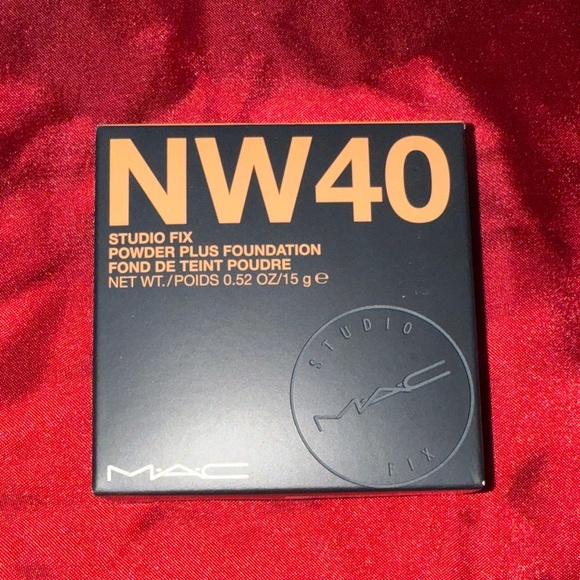 NW40
STUDIO FIX
POWDER PLUS FOUNDATION
FOND DE TEINT POUDRE
NET WT./POIDS 0.52 OZ/15 g ℮
STUDIO
M·A·C
FIX
M·A·C